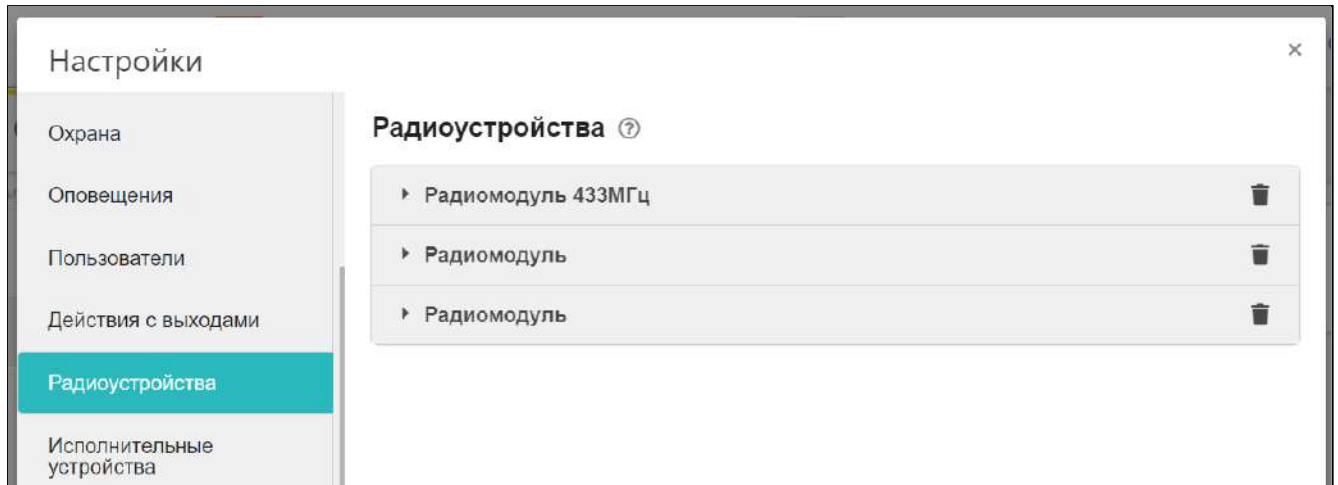 Настройки
Охрана
Оповещения
Пользователи
Действия с выходами
Радиоустройства
Исполнительные
устройства
Радиоустройства
Радиомодуль 433МГц
Радиомодуль
Радиомодуль